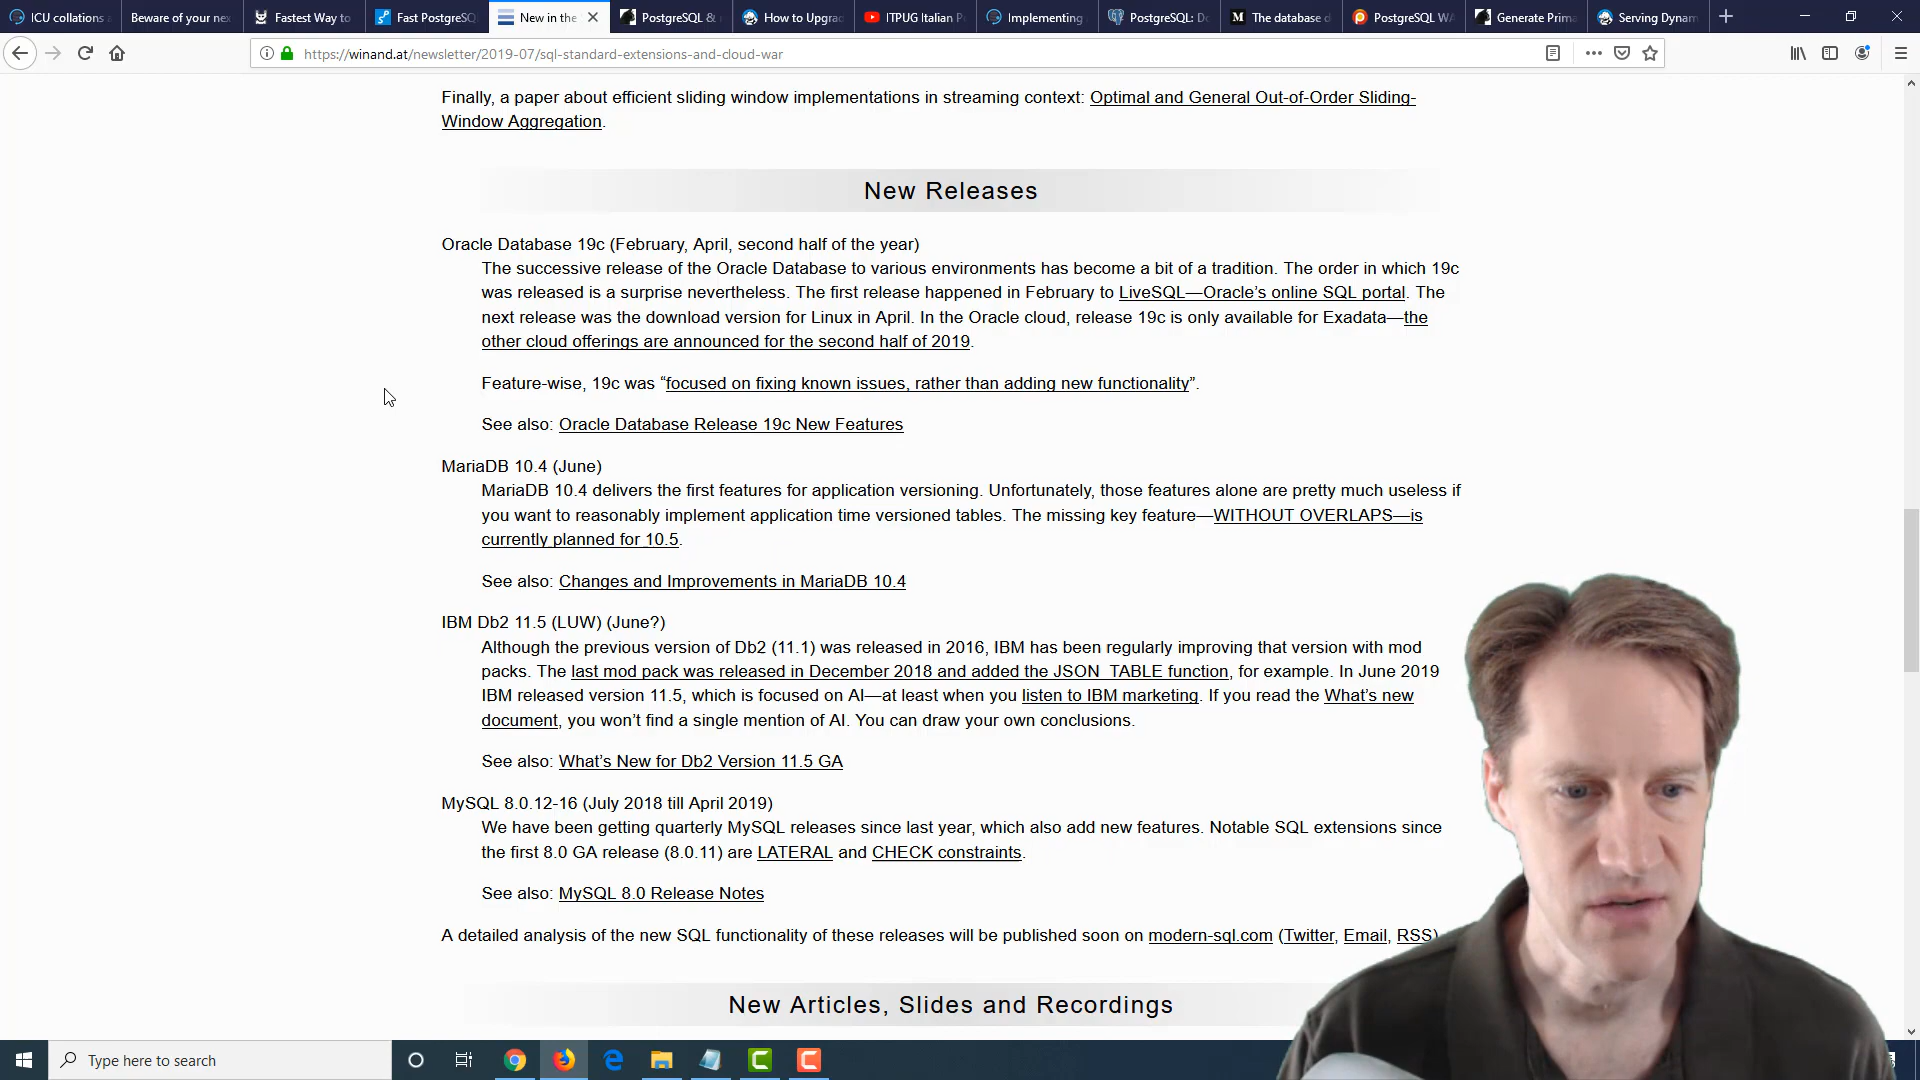 ICU collations a
Beware of your nex
Fastest Way to
Fast PostgreSQ
New in the
PostgreSQL &
How to Upgrad
ITPUG Italian P
Implementing
PostgreSQL: Do
The database d
PostgreSQL WA
Generate Prima
Serving Dynam
https://winand.at/newsletter/2019-07/sql-standard-extensions-and-cloud-war
Finally, a paper about efficient sliding window implementations in streaming context: Optimal and General Out-of-Order Sliding-
Window Aggregation.
New Releases
Oracle Database 19c (February, April, second half of the year)
The successive release of the Oracle Database to various environments has become a bit of a tradition. The order in which 19c
was released is a surprise nevertheless. The first release happened in February to LiveSQL—Oracle’s online SQL portal. The
next release was the download version for Linux in April. In the Oracle cloud, release 19c is only available for Exadata—the
other cloud offerings are announced for the second half of 2019.
Feature-wise, 19c was “focused on fixing known issues, rather than adding new functionality”.
See also: Oracle Database Release 19c New Features
MariaDB 10.4 (June)
MariaDB 10.4 delivers the first features for application versioning. Unfortunately, those features alone are pretty much useless if
you want to reasonably implement application time versioned tables. The missing key feature—WITHOUT OVERLAPS—is
currently planned for 10.5.
See also: Changes and Improvements in MariaDB 10.4
IBM Db2 11.5 (LUW) (June?)
Although the previous version of Db2 (11.1) was released in 2016, IBM has been regularly improving that version with mod
packs. The last mod pack was released in December 2018 and added the JSON_TABLE function, for example. In June 2019
IBM released version 11.5, which is focused on AI—at least when you listen to IBM marketing. If you read the What’s new
document, you won’t find a single mention of AI. You can draw your own conclusions.
See also: What’s New for Db2 Version 11.5 GA
MySQL 8.0.12-16 (July 2018 till April 2019)
We have been getting quarterly MySQL releases since last year, which also add new features. Notable SQL extensions since
the first 8.0 GA release (8.0.11) are LATERAL and CHECK constraints.
See also: MySQL 8.0 Release Notes
A detailed analysis of the new SQL functionality of these releases will be published soon on modern-sql.com (Twitter, Email, RSS)
New Articles, Slides and Recordings
Type here to search